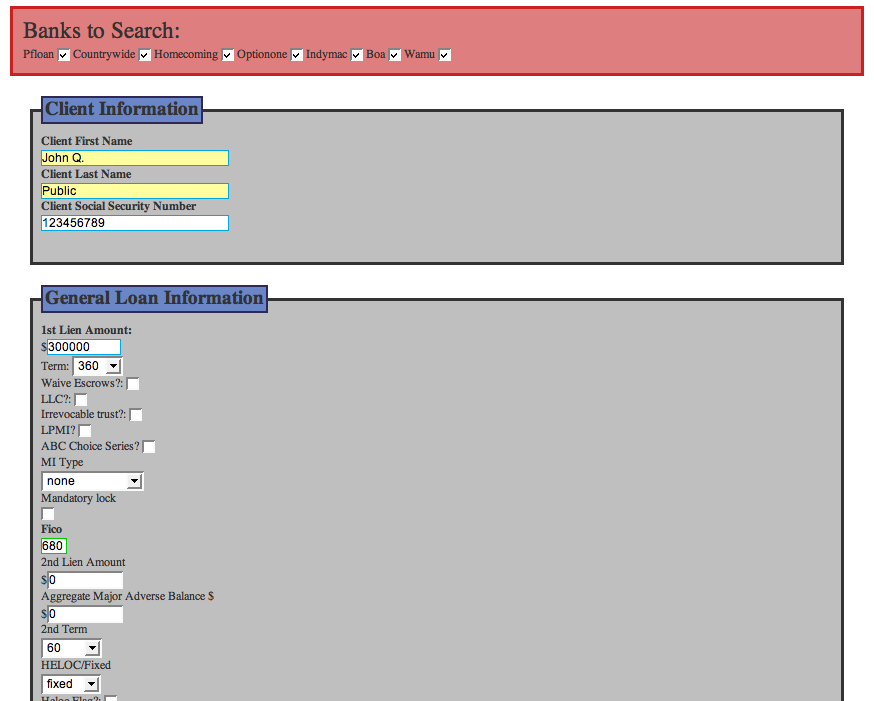 Banks to Search:
Pfloan Countrywide Homecoming Optionone Indymac Boa Wamu
Client Information
Client First Name
John Q.
Client Last Name
Public
Client Social Security Number
123456789
General Loan Information
1st Lien Amount:
$300000
Term: 360
Waive Escrows?:
LLC?:
Irrevocable trust?:
LPMI?
ABC Choice Series?
MI Type
none
Mandatory lock
Fico
680
2nd Lien Amount
$0
Aggregate Major Adverse Balance $
$0
2nd Term
60
HELOC/Fixed
fixed
Heloc Flag?: